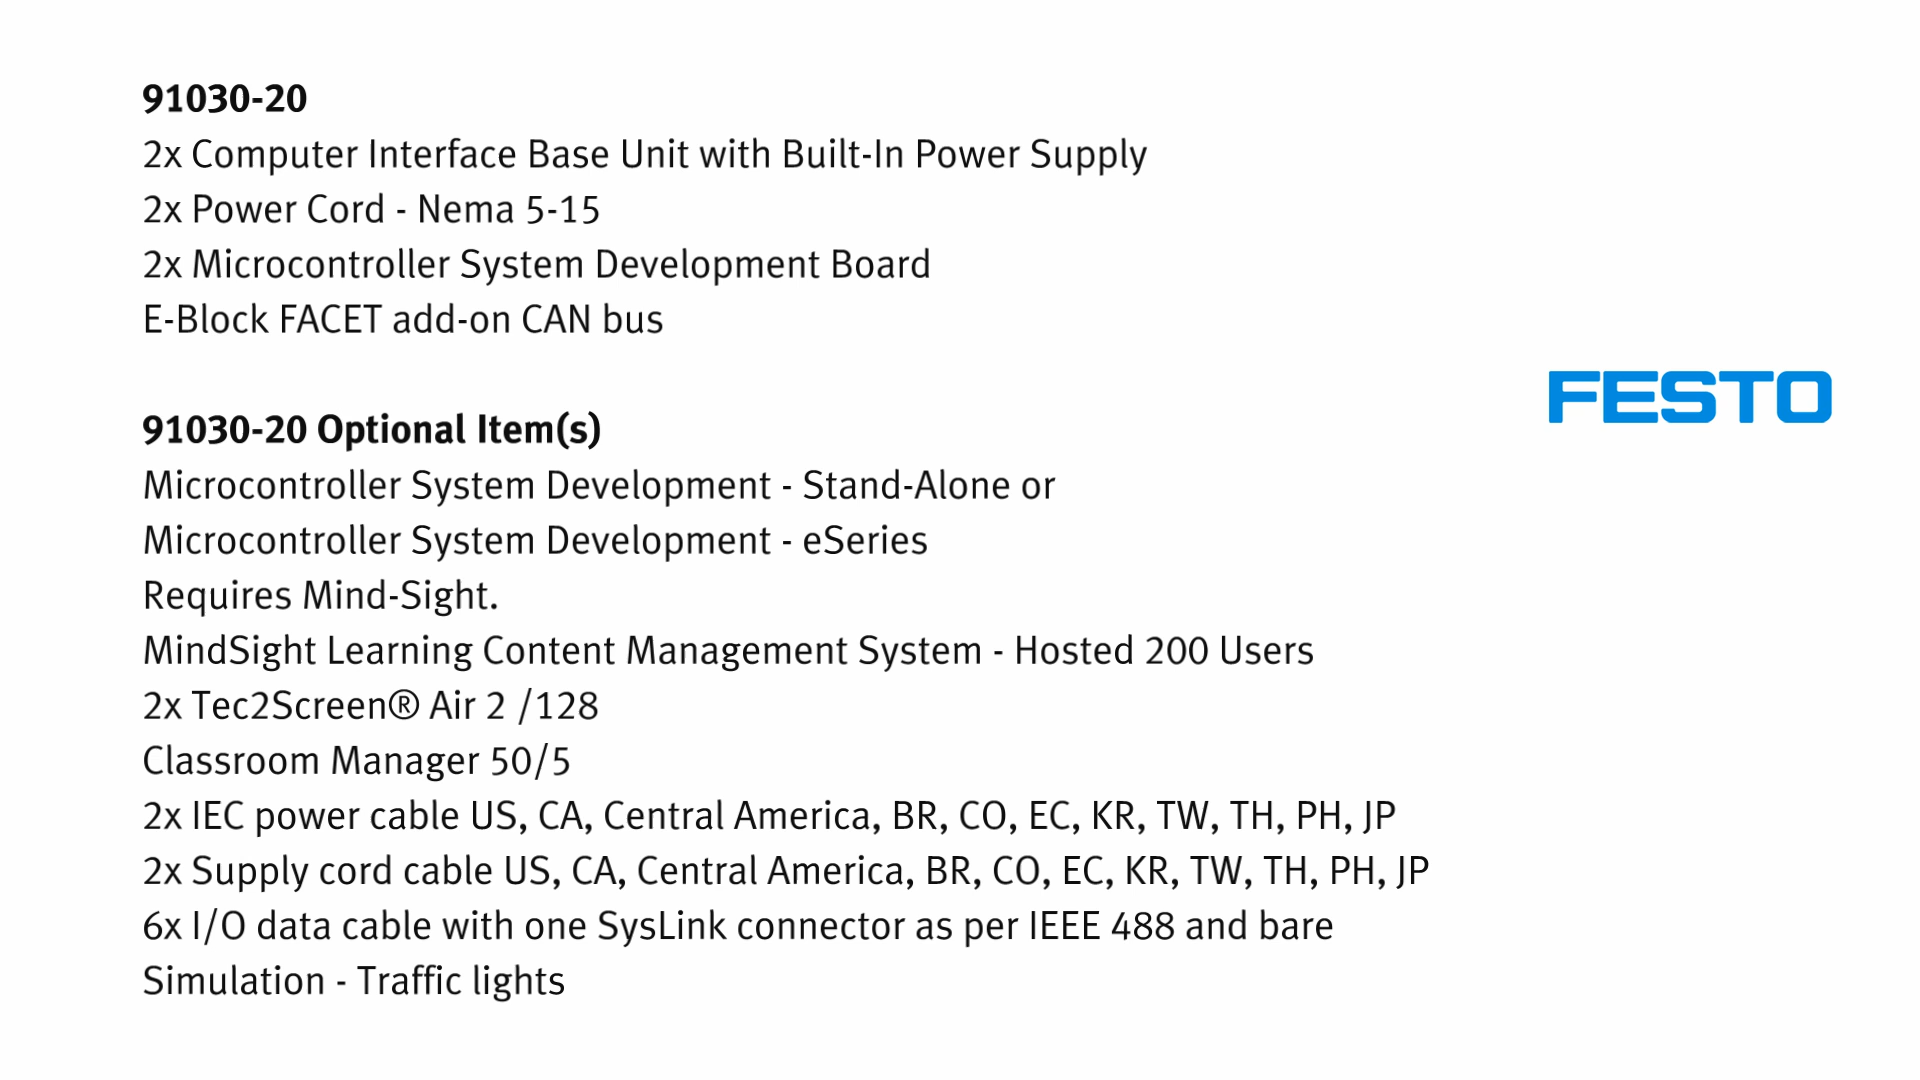 91030-20
2x Computer Interface Base Unit with Built-In Power Supply
2x Power Cord - Nema 5-15
2x Microcontroller System Development Board
E-Block FACET add-on CAN bus
FESTO
91030-20 Optional Item(s)
Microcontroller System Development - Stand-Alone or
Microcontroller System Development - eSeries
Requires Mind-Sight.
MindSight Learning Content Management System - Hosted 200 Users
2x Tec2Screen® Air 2 /128
Classroom Manager 50/5
2x IEC power cable US, CA, Central America, BR, CO, EC, KR, TW, TH, PH, JP
2x Supply cord cable US, CA, Central America, BR, CO, EC, KR, TW, TH, PH, JP
6x I/O data cable with one SysLink connector as per IEEE 488 and bare
Simulation - Traffic lights